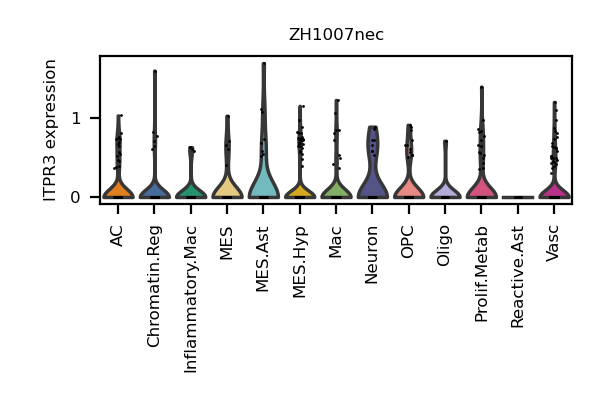 ZH1007nec
ITPR3 expression
1
0
AC
Chromatin.Reg
Inflammatory.Mac
MES
MES.Ast
MES.Hyp
Mac
Neuron
OPC
Oligo
Prolif.Metab
Reactive.Ast
Vasc